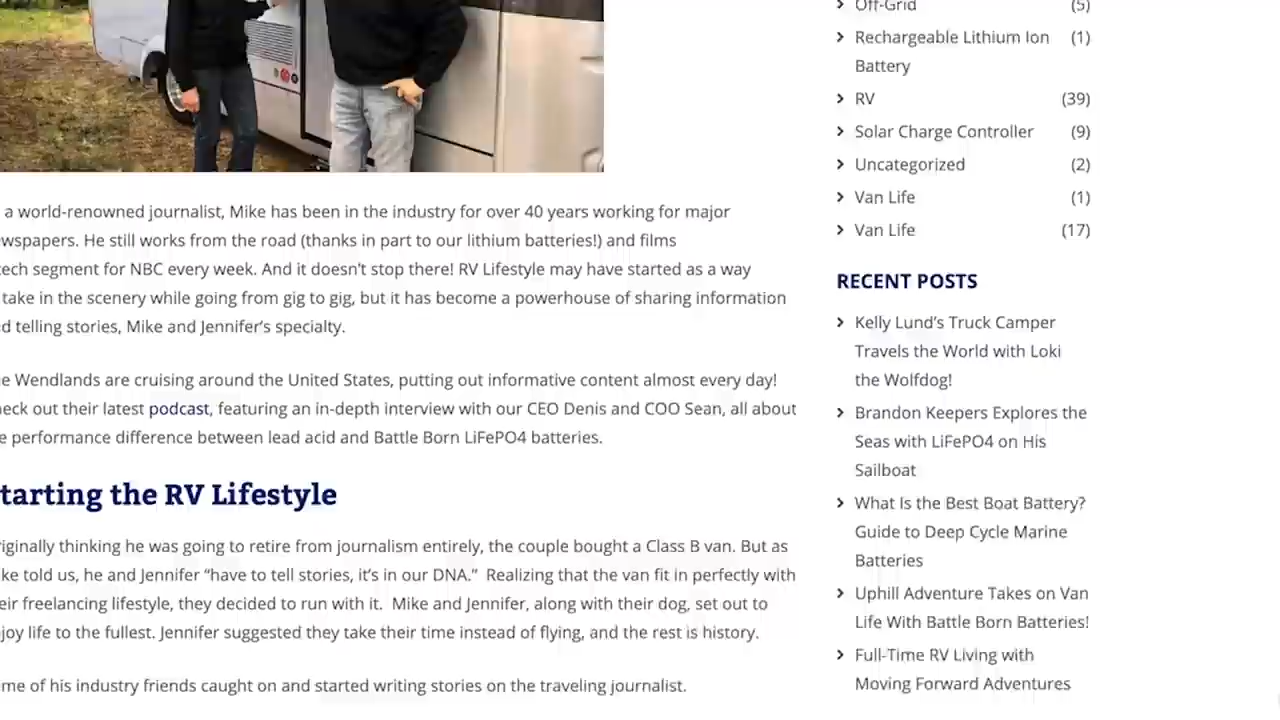 a world-renowned journalist, Mike has been in the industry for over 40 years working for major
wspapers. He still works from the road (thanks in part to our lithium batteries!) and films
tech segment for NBC every week. And it doesn’t stop there! RV Lifestyle may have started as a way
take in the scenery while going from gig to gig, but it has become a powerhouse of sharing information
d telling stories, Mike and Jennifer’s specialty.
e Wendlands are cruising around the United States, putting out informative content almost every day!
eck out their latest podcast, featuring an in-depth interview with our CEO Denis and COO Sean, all about
e performance difference between lead acid and Battle Born LiFePO4 batteries.
tarting the RV Lifestyle
riginally thinking he was going to retire from journalism entirely, the couple bought a Class B van. But as
ke told us, he and Jennifer “have to tell stories, it’s in our DNA.”  Realizing that the van fit in perfectly with
eir freelancing lifestyle, they decided to run with it.  Mike and Jennifer, along with their dog, set out to
joy life to the fullest. Jennifer suggested they take their time instead of flying, and the rest is history.
me of his industry friends caught on and started writing stories on the traveling journalist.
Off-Grid (5)
Rechargeable Lithium Ion (1)
Battery
RV (39)
Solar Charge Controller (9)
Uncategorized (2)
Van Life (1)
Van Life (17)
RECENT POSTS
Kelly Lund’s Truck Camper
Travels the World with Loki
the Wolfdog!
Brandon Keepers Explores the
Seas with LiFePO4 on His
Sailboat
What Is the Best Boat Battery?
Guide to Deep Cycle Marine
Batteries
Uphill Adventure Takes on Van
Life With Battle Born Batteries!
Full-Time RV Living with
Moving Forward Adventures